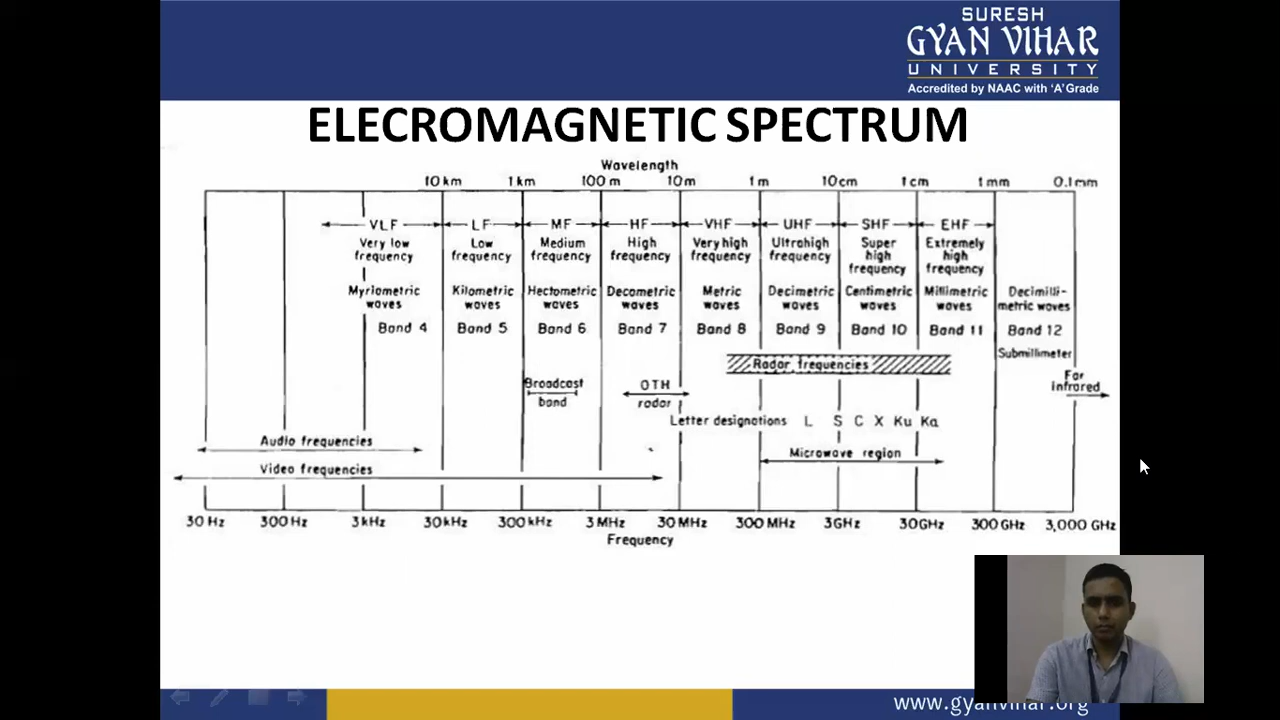 SURESH
GYAN VIHAR
UNIVERSITY
Accredited by NAAC with 'A' Grade
ELECROMAGNETIC SPECTRUM
Wavelength
10 km 1 km 100 m 10 m 1 m 10 cm 1 cm 1 mm 0.1 mm
VLF LF MF HF VHF UHF SHF EHF
Very low frequency
Low frequency
Medium frequency
High frequency
Very high frequency
Ultrahigh frequency
Super high frequency
Extremely high frequency
Myriometric waves
Kilometric waves
Hectometric waves
Decometric waves
Metric waves
Decimetric waves
Centimetric waves
Millimetric waves
Decimilli-
metric waves
Band 4 Band 5 Band 6 Band 7 Band 8 Band 9 Band 10 Band 11 Band 12
Submillimeter
Radar frequencies
Far
infrared
Broadcast
band
OTH
radar
Letter designations L S C X Ku Ka
Audio frequencies
Microwave region
Video frequencies
30 Hz 300 Hz 3 kHz 30 kHz 300 kHz 3 MHz 30 MHz 300 MHz 3 GHz 30 GHz 300 GHz 3,000 GHz
Frequency
www.gyanvihar.org